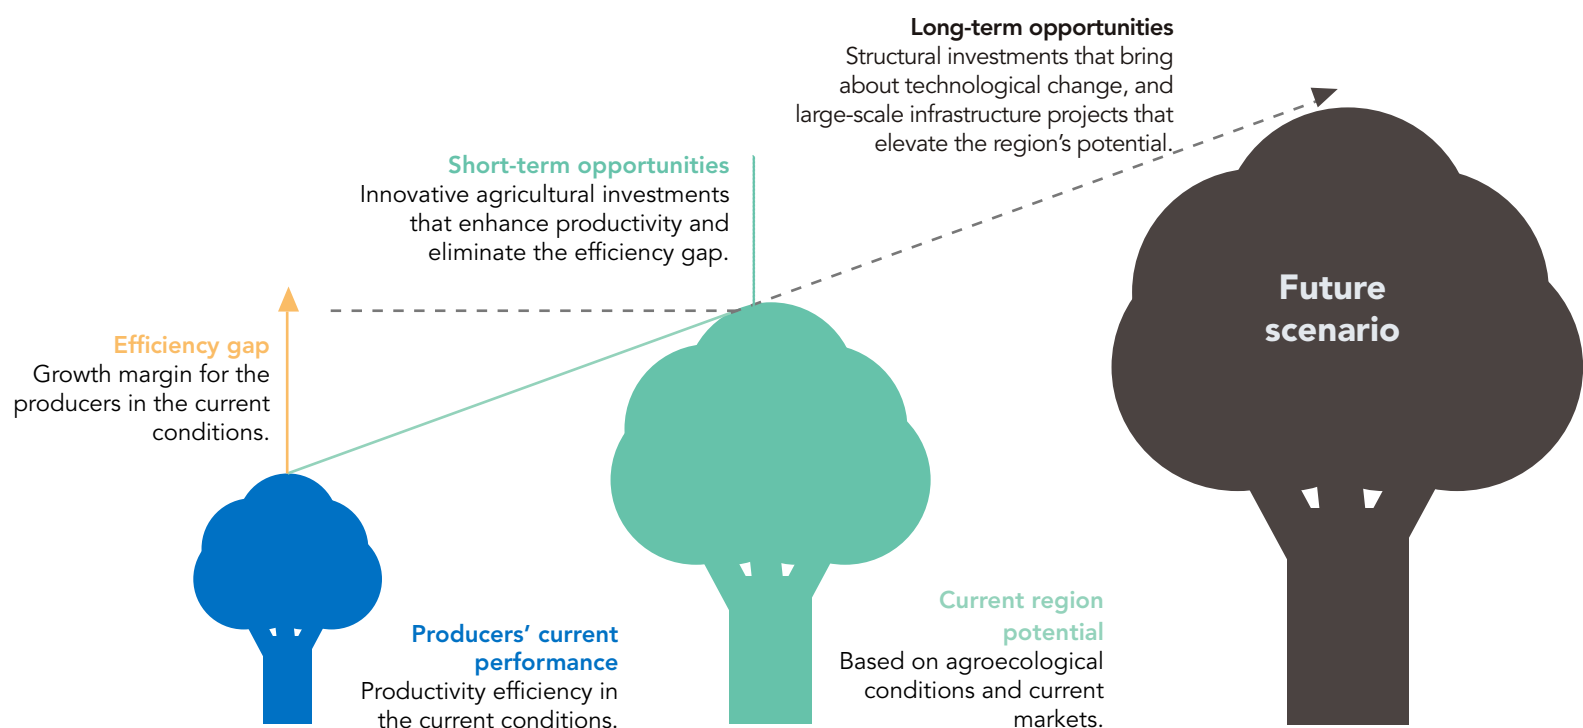 Long-term opportunities
Structural investments that bring
about technological change, and
large-scale infrastructure projects that
elevate the region's potential.
Short-term opportunities
Innovative agricultural investments
that enhance productivity and
eliminate the efficiency gap.
Efficiency gap
Growth margin for the
producers in the current
conditions.
Future
scenario
Producers' current
performance
Productivity efficiency in
the current conditions.
Current region
potential
Based on agroecological
conditions and current
markets.